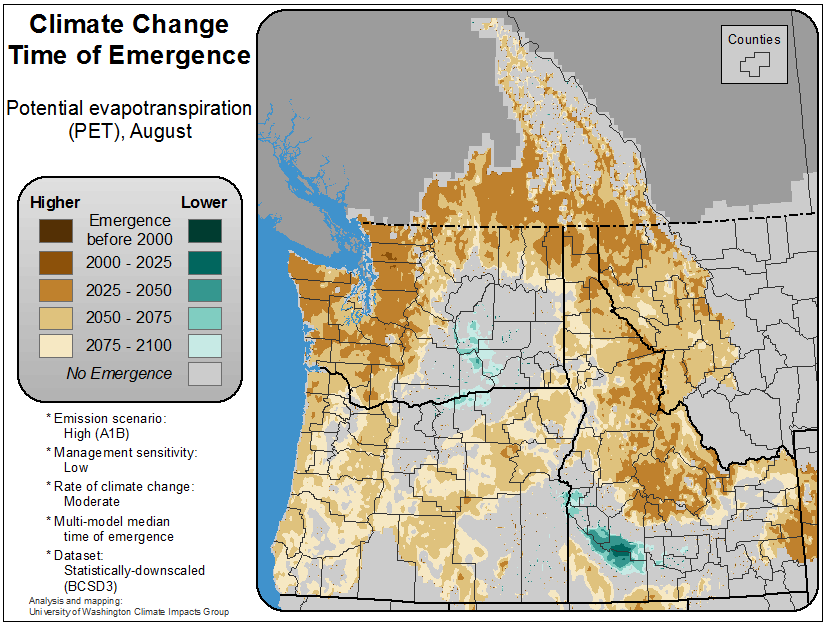 Climate Change
Time of Emergence
Potential evapotranspiration
(PET), August
Higher Lower
Emergence
before 2000
2000 - 2025
2025 - 2050
2050 - 2075
2075 - 2100
No Emergence
* Emission scenario:
High (A1B)
* Management sensitivity:
Low
* Rate of climate change:
Moderate
* Multi-model median
time of emergence
* Dataset:
Statistically-downscaled
(BCSD3)
Analysis and mapping:
University of Washington Climate Impacts Group
Counties